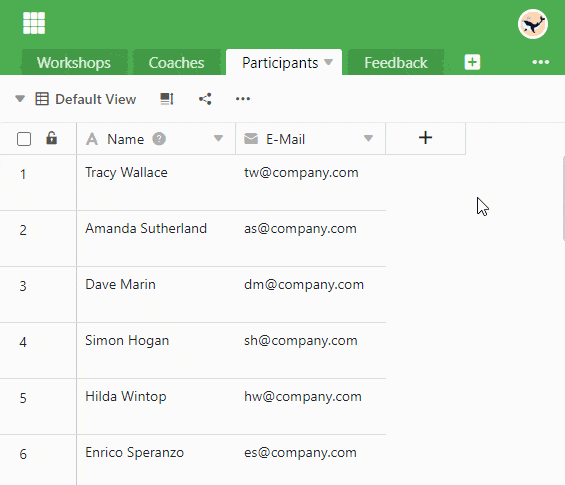 Workshops Coaches Participants Feedback
Default View
A Name ? E-Mail
1 Tracy Wallace tw@company.com
2 Amanda Sutherland as@company.com
3 Dave Marin dm@company.com
4 Simon Hogan sh@company.com
5 Hilda Wintop hw@company.com
6 Enrico Speranzo es@company.com